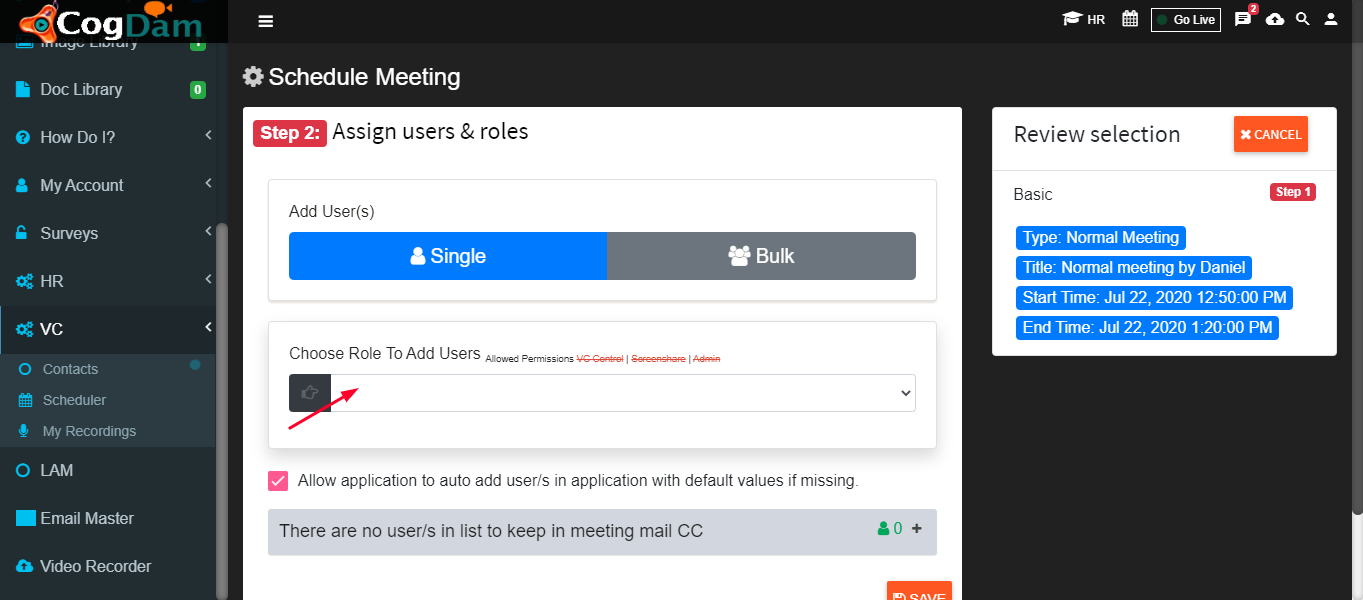 CogDam
HR
Go Live
2
Image Library
Doc Library 0
How Do I?
My Account
Surveys
HR
VC
Contacts
Scheduler
My Recordings
LAM
Email Master
Video Recorder
Schedule Meeting
Step 2: Assign users & roles
Add User(s)
Single
Bulk
Choose Role To Add Users Allowed Permissions VC Control | Screenshare | Admin
Allow application to auto add user/s in application with default values if missing.
There are no user/s in list to keep in meeting mail CC 0 +
SAVE
Review selection
CANCEL
Basic
Step 1
Type: Normal Meeting
Title: Normal meeting by Daniel
Start Time: Jul 22, 2020 12:50:00 PM
End Time: Jul 22, 2020 1:20:00 PM